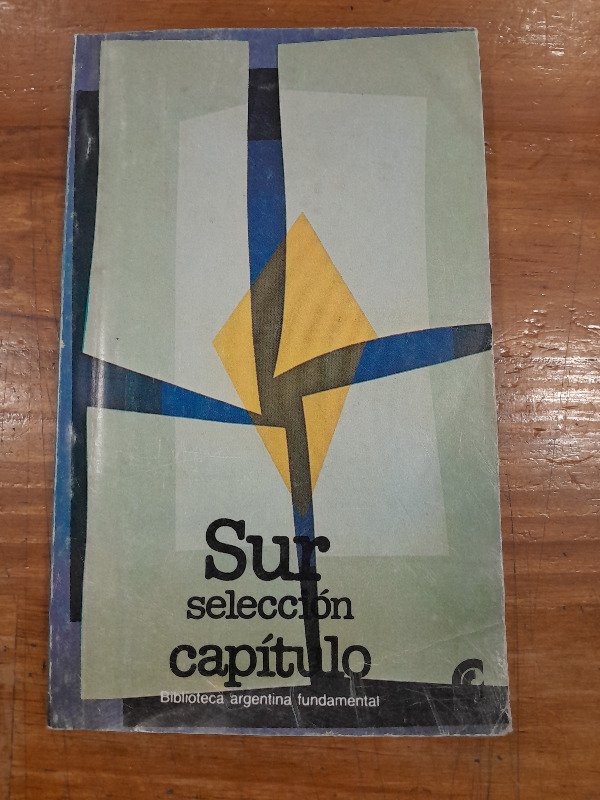 Sur
selección
capítulo
Biblioteca argentina fundamental